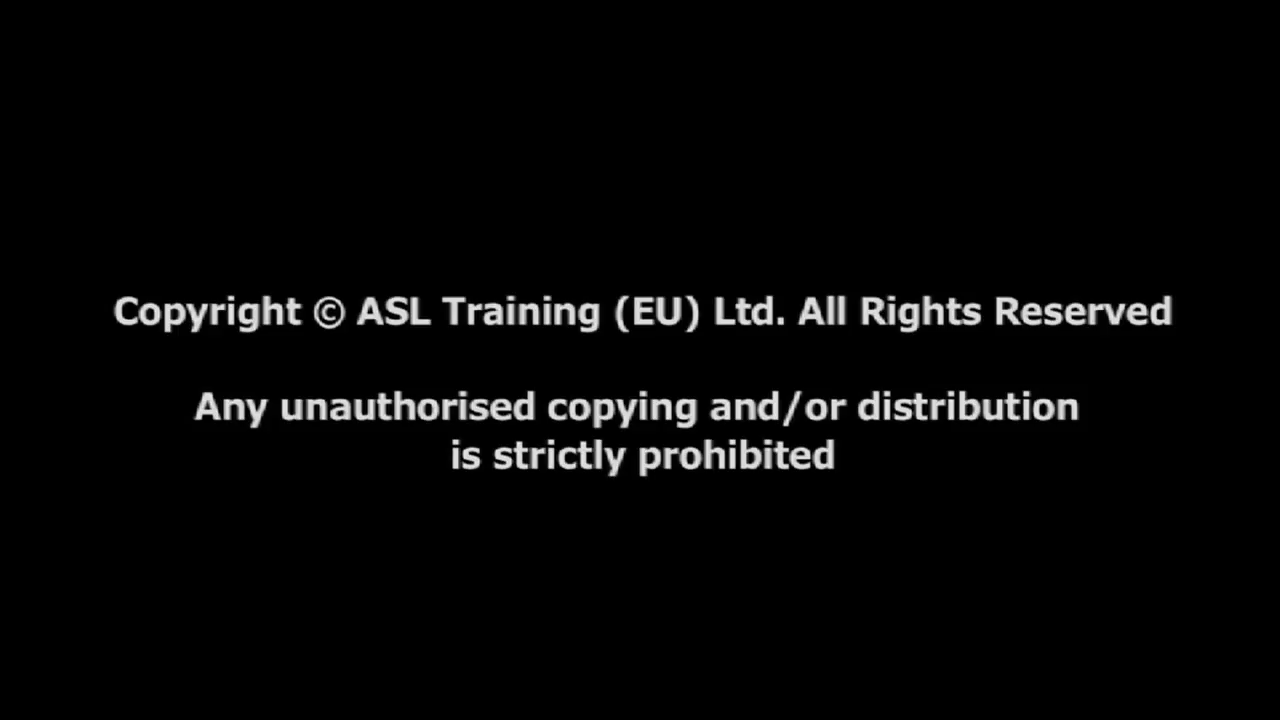 Copyright © ASL Training (EU) Ltd. All Rights Reserved
Any unauthorised copying and/or distribution
is strictly prohibited